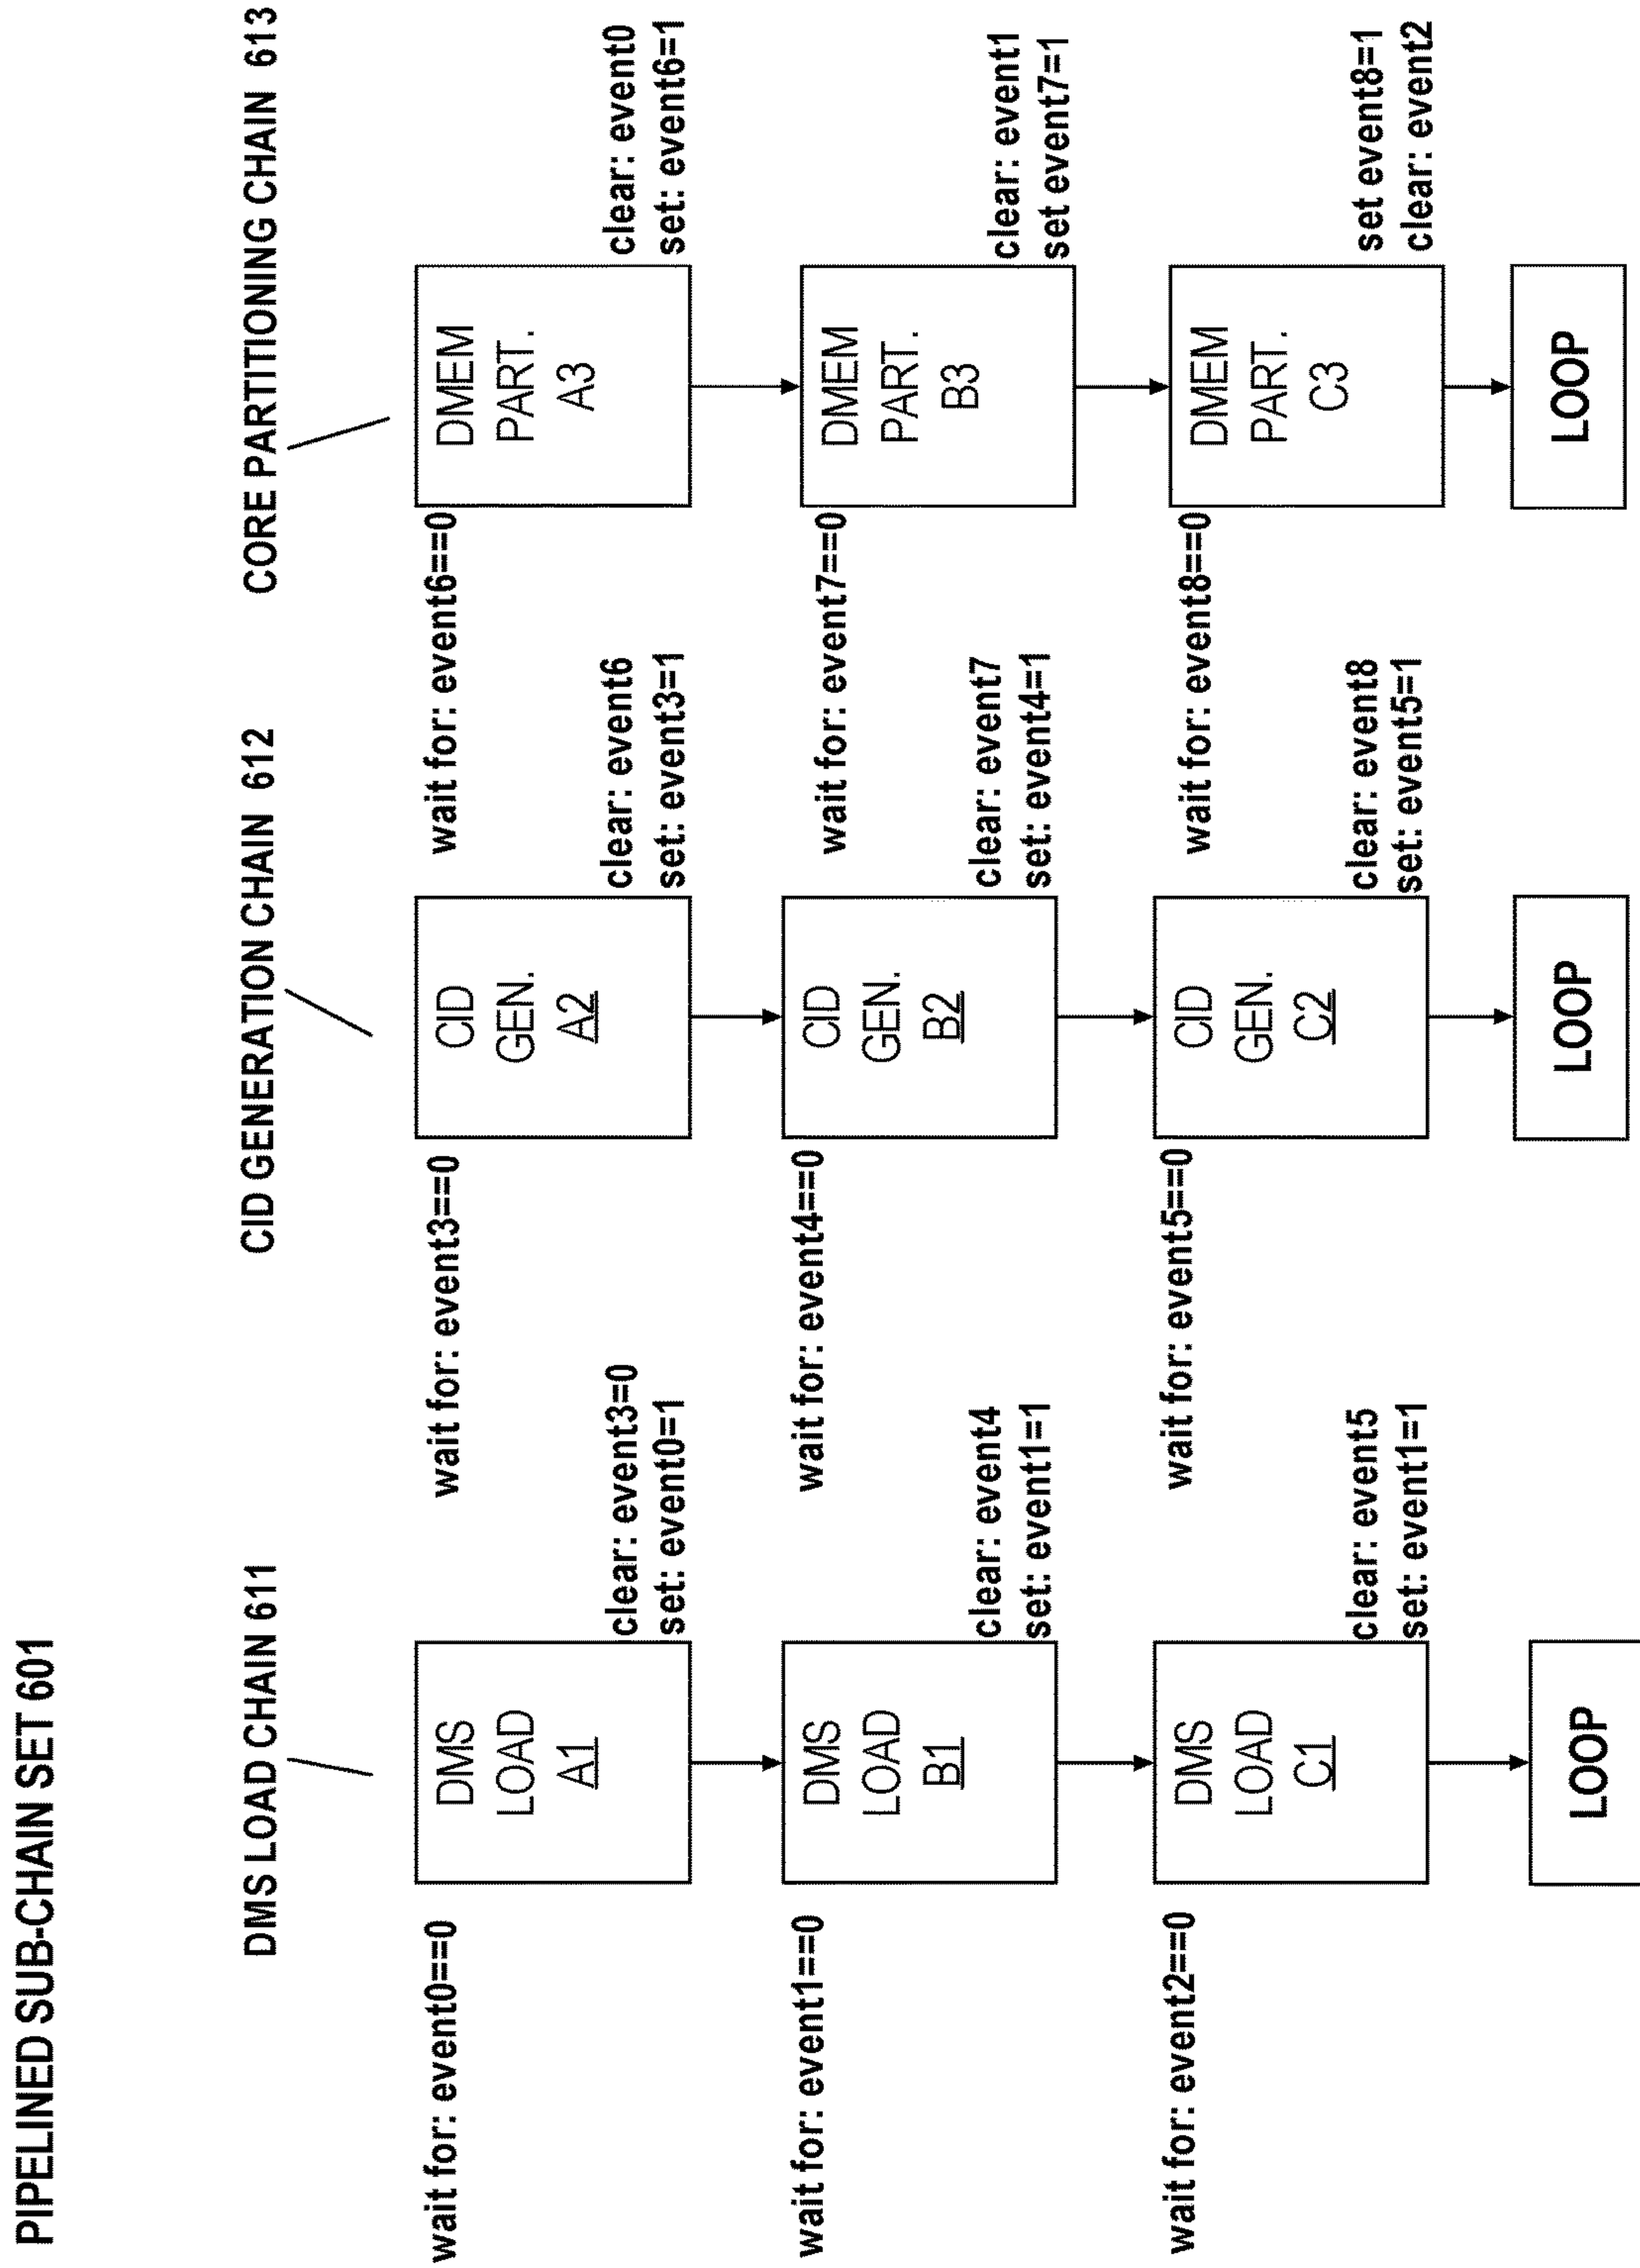 PIPELINED SUB-CHAIN SET 601
DMS LOAD CHAIN 611
wait for: event0==0
DMS
LOAD
A1
clear: event3=0
set: event0=1
wait for: event1==0
DMS
LOAD
B1
clear: event4
set: event1=1
wait for: event2==0
DMS
LOAD
C1
clear: event5
set: event1=1
LOOP
CID GENERATION CHAIN 612
wait for: event3==0
CID
GEN.
A2
clear: event6
set: event3=1
wait for: event4==0
CID
GEN.
B2
clear: event7
set: event4=1
wait for: event5==0
CID
GEN.
C2
clear: event8
set: event5=1
LOOP
CORE PARTITIONING CHAIN 613
wait for: event6==0
DMEM
PART.
A3
clear: event0
set: event6=1
wait for: event7==0
DMEM
PART.
B3
clear: event1
set event7=1
wait for: event8==0
DMEM
PART.
C3
set event8=1
clear: event2
LOOP